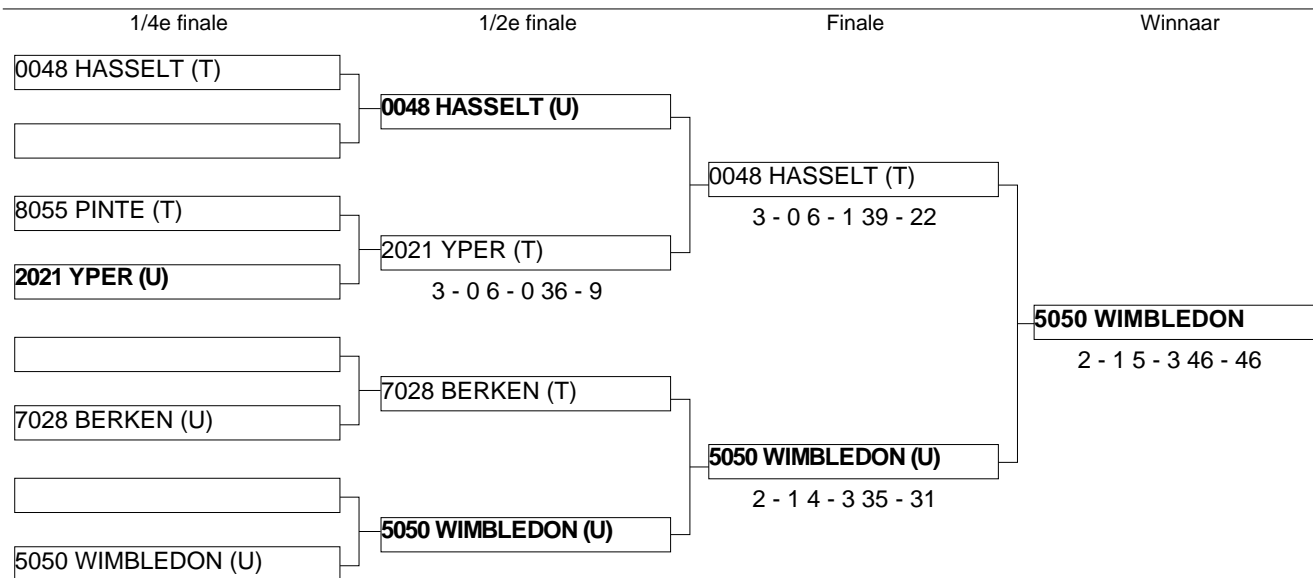 1/4e finale 1/2e finale Finale Winnaar
0048 HASSELT (T)
0048 HASSELT (U)
0048 HASSELT (T)
3 - 0 6 - 1 39 - 22
8055 PINTE (T)
2021 YPER (T)
2021 YPER (U)
3 - 0 6 - 0 36 - 9
5050 WIMBLEDON
2 - 1 5 - 3 46 - 46
7028 BERKEN (T)
7028 BERKEN (U)
5050 WIMBLEDON (U)
2 - 1 4 - 3 35 - 31
5050 WIMBLEDON (U)
5050 WIMBLEDON (U)